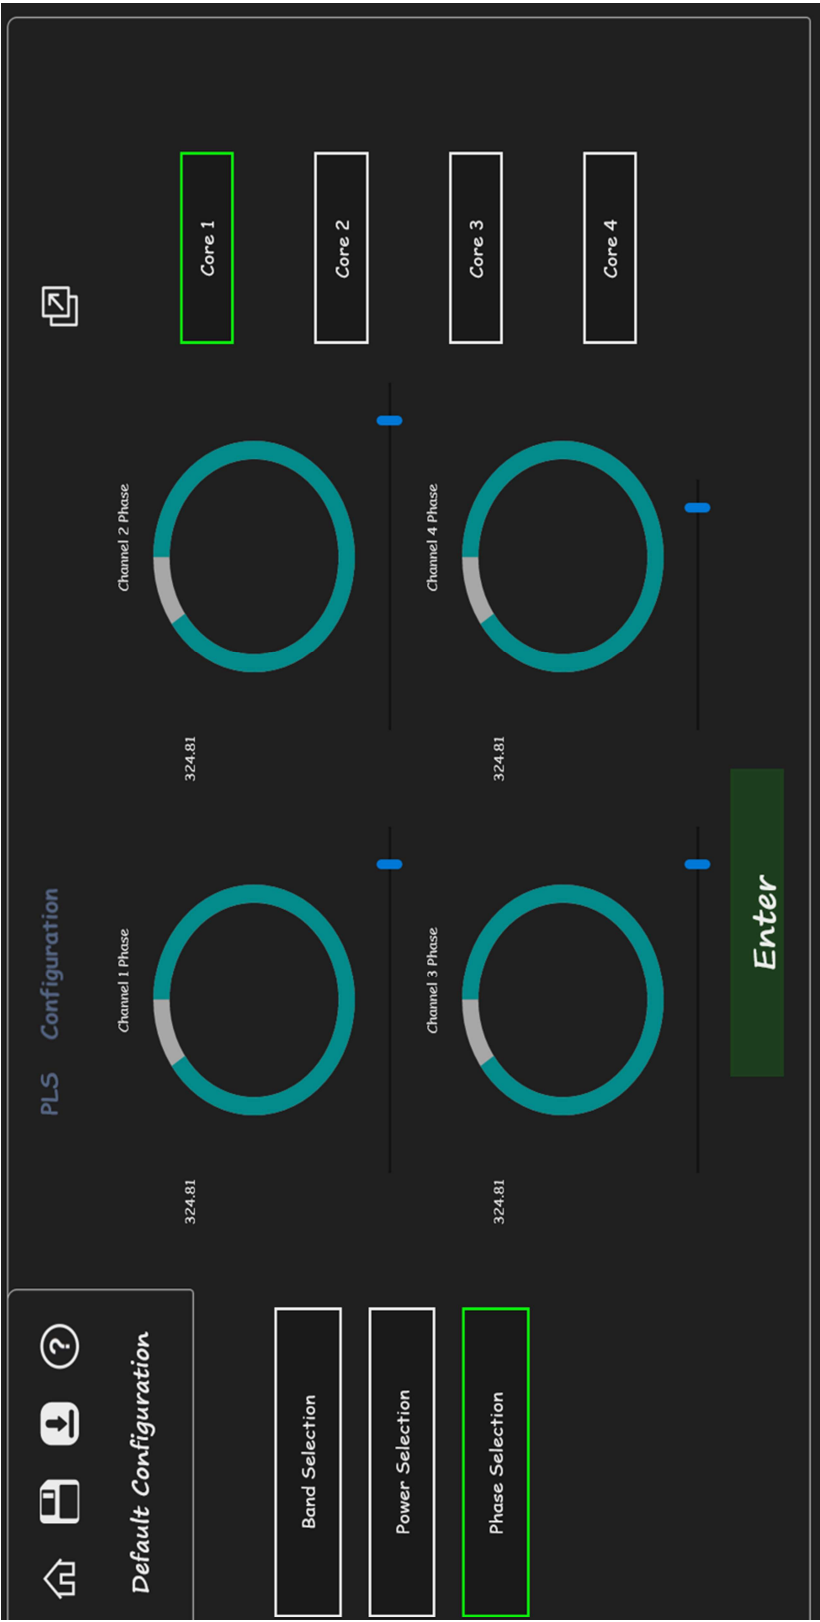 PLS Configuration
?
Default Configuration
Band Selection
Power Selection
Phase Selection
Channel 1 Phase
324.81
Channel 2 Phase
324.81
Channel 3 Phase
324.81
Channel 4 Phase
324.81
Core 1
Core 2
Core 3
Core 4
Enter